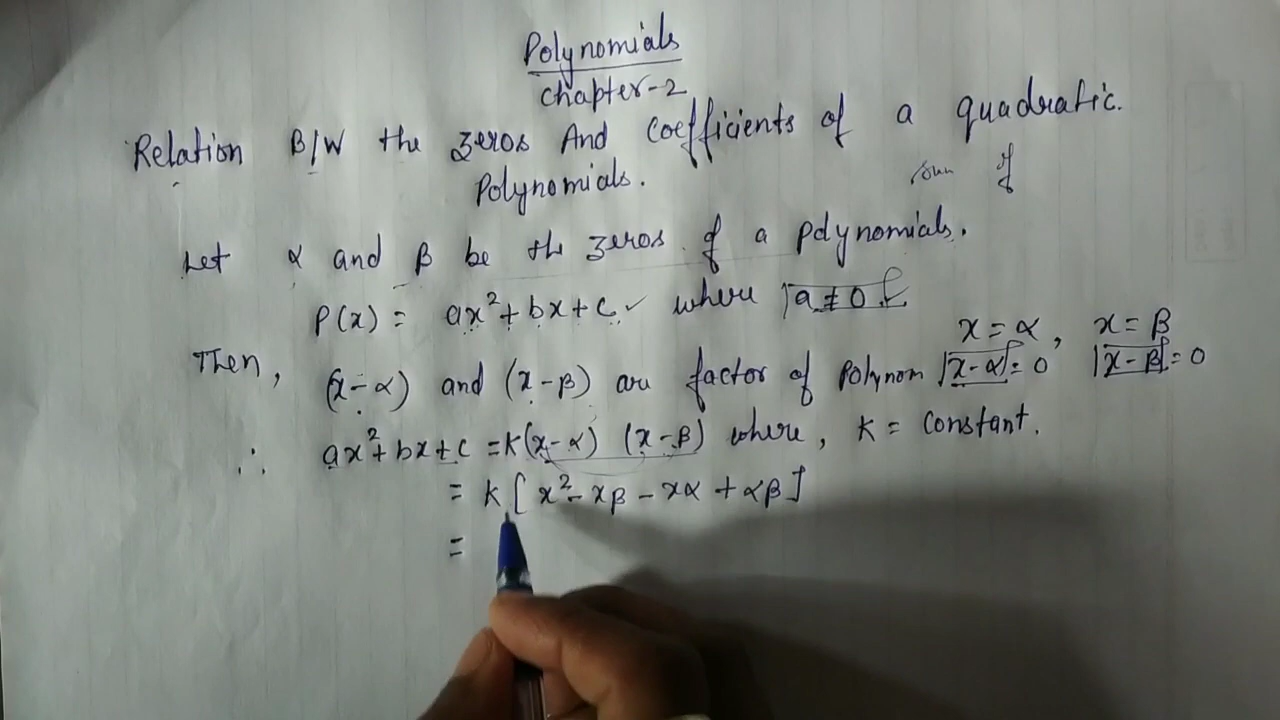 Polynomials
chapter-2
Relation B/W the zeros And Coefficients of a quadratic.
Polynomials.
sum of
Let α and β be the zeros of a polynomials.
P(x) = ax²+bx+c ✓ where a≠0
x=α, x=β
Then, (x-α) and (x-β) are factor of Polynom x-α=0 x-β=0
∴ ax²+bx+c =K(x-α) (x-β) where, K = Constant.
= K[x²-xβ-xα+αβ]
=